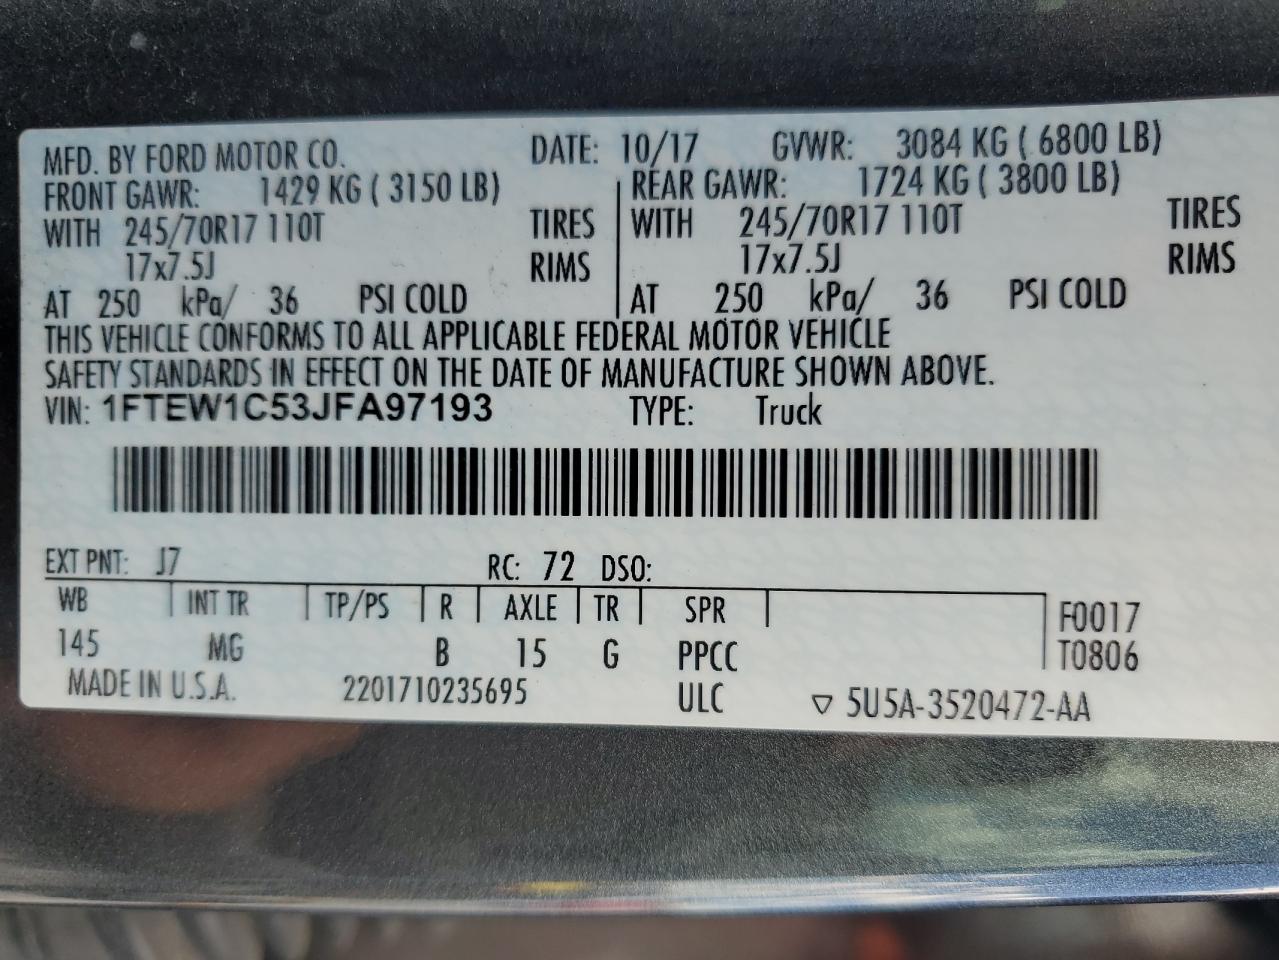 MFD. BY FORD MOTOR CO. DATE: 10/17 GVWR: 3084 KG ( 6800 LB)
FRONT GAWR: 1429 KG ( 3150 LB) REAR GAWR: 1724 KG ( 3800 LB)
WITH 245/70R17 110T TIRES WITH 245/70R17 110T TIRES
17x7.5J RIMS 17x7.5J RIMS
AT 250 kPa/ 36 PSI COLD AT 250 kPa/ 36 PSI COLD
THIS VEHICLE CONFORMS TO ALL APPLICABLE FEDERAL MOTOR VEHICLE
SAFETY STANDARDS IN EFFECT ON THE DATE OF MANUFACTURE SHOWN ABOVE.
VIN: 1FTEW1C53JFA97193 TYPE: Truck
EXT PNT: J7 RC: 72 DSO:
WB INT TR TP/PS R AXLE TR SPR F0017
145 MG B 15 G PPCC T0806
MADE IN U.S.A. 2201710235695 ULC ▽ 5U5A-3520472-AA